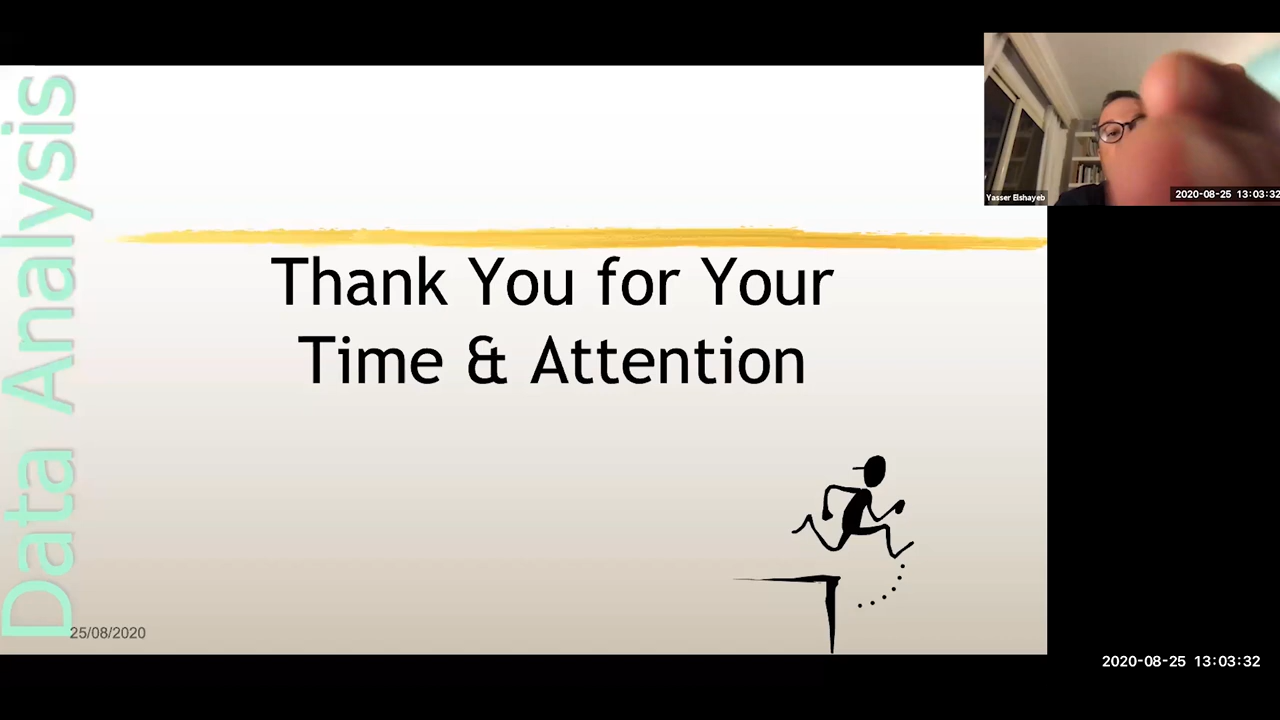 Data Analysis
Thank You for Your
Time & Attention
25/08/2020
Yasser Elshayeb
2020-08-25 13:03:32
2020-08-25 13:03:32